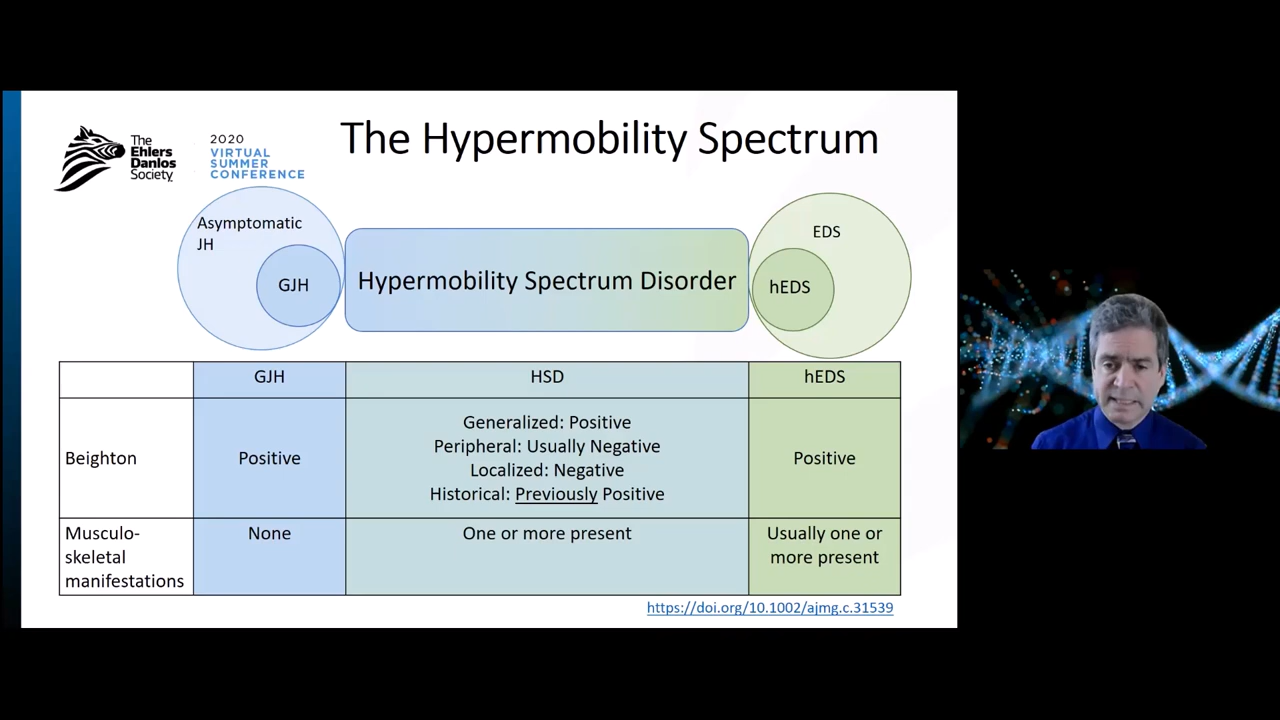 The
Ehlers
Danlos
Society
2020
VIRTUAL
SUMMER
CONFERENCE
The Hypermobility Spectrum
Asymptomatic
JH
GJH
Hypermobility Spectrum Disorder
EDS
hEDS
GJH
HSD
hEDS
Beighton
Positive
Generalized: Positive
Peripheral: Usually Negative
Localized: Negative
Historical: Previously Positive
Positive
Musculo-
skeletal
manifestations
None
One or more present
Usually one or
more present
https://doi.org/10.1002/ajmg.c.31539